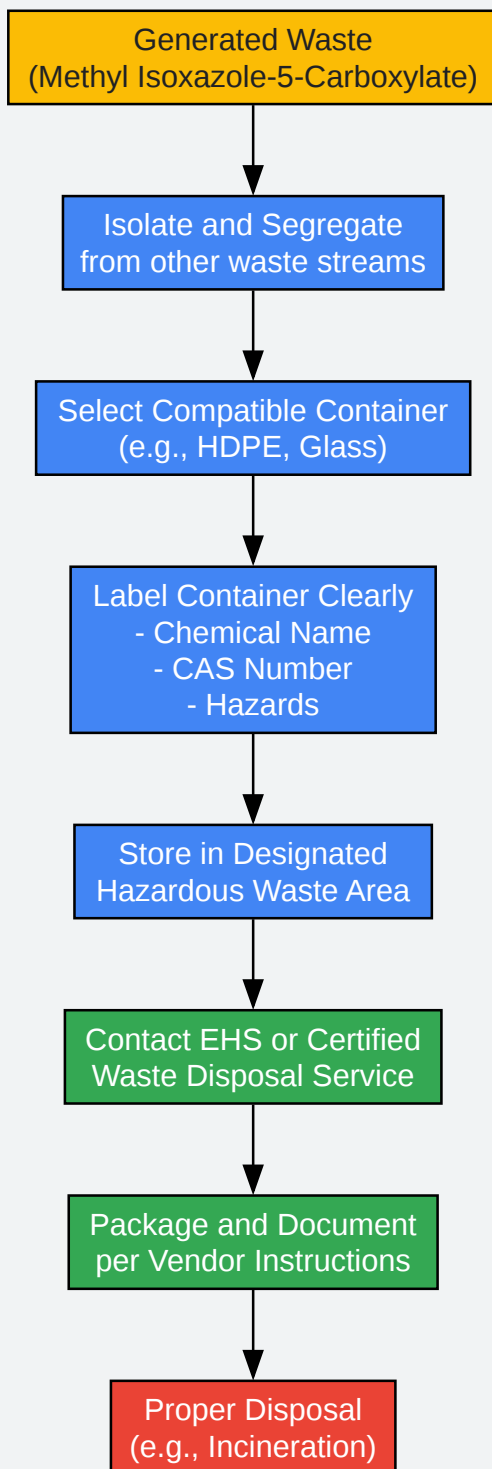 Generated Waste
(Methyl Isoxazole-5-Carboxylate)
Isolate and Segregate
from other waste streams
Select Compatible Container
(e.g., HDPE, Glass)
Label Container Clearly
- Chemical Name
- CAS Number
- Hazards
Store in Designated
Hazardous Waste Area
Contact EHS or Certified
Waste Disposal Service
Package and Document
per Vendor Instructions
Proper Disposal
(e.g., Incineration)